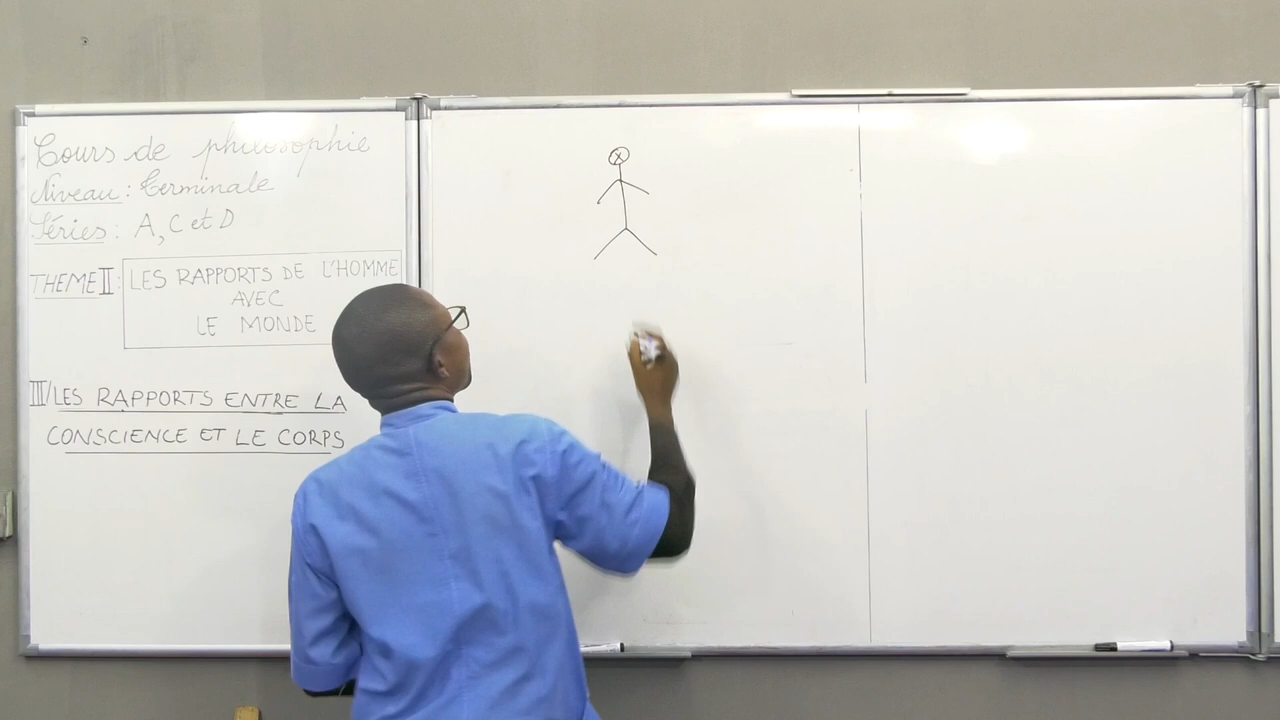 Cours de philosophie
Niveau : Terminale
Séries : A, C et D
THEME II : LES RAPPORTS DE L'HOMME
AVEC
LE MONDE
III/ LES RAPPORTS ENTRE LA
CONSCIENCE ET LE CORPS